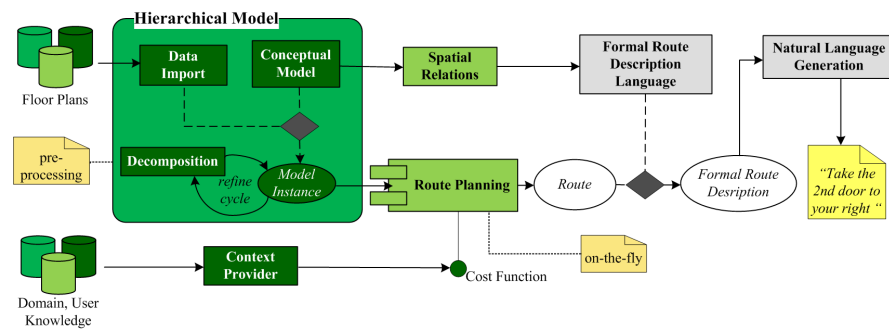 Hierarchical Model
Data
Import
Conceptual
Model
Spatial
Relations
Formal Route
Description
Language
Natural Language
Generation
Floor Plans
pre-
processing
Decomposition
refine
cycle
Model
Instance
Route Planning
Route
Formal Route
Desription
“Take the
2nd door to
your right “
on-the-fly
Context
Provider
Cost Function
Domain, User
Knowledge